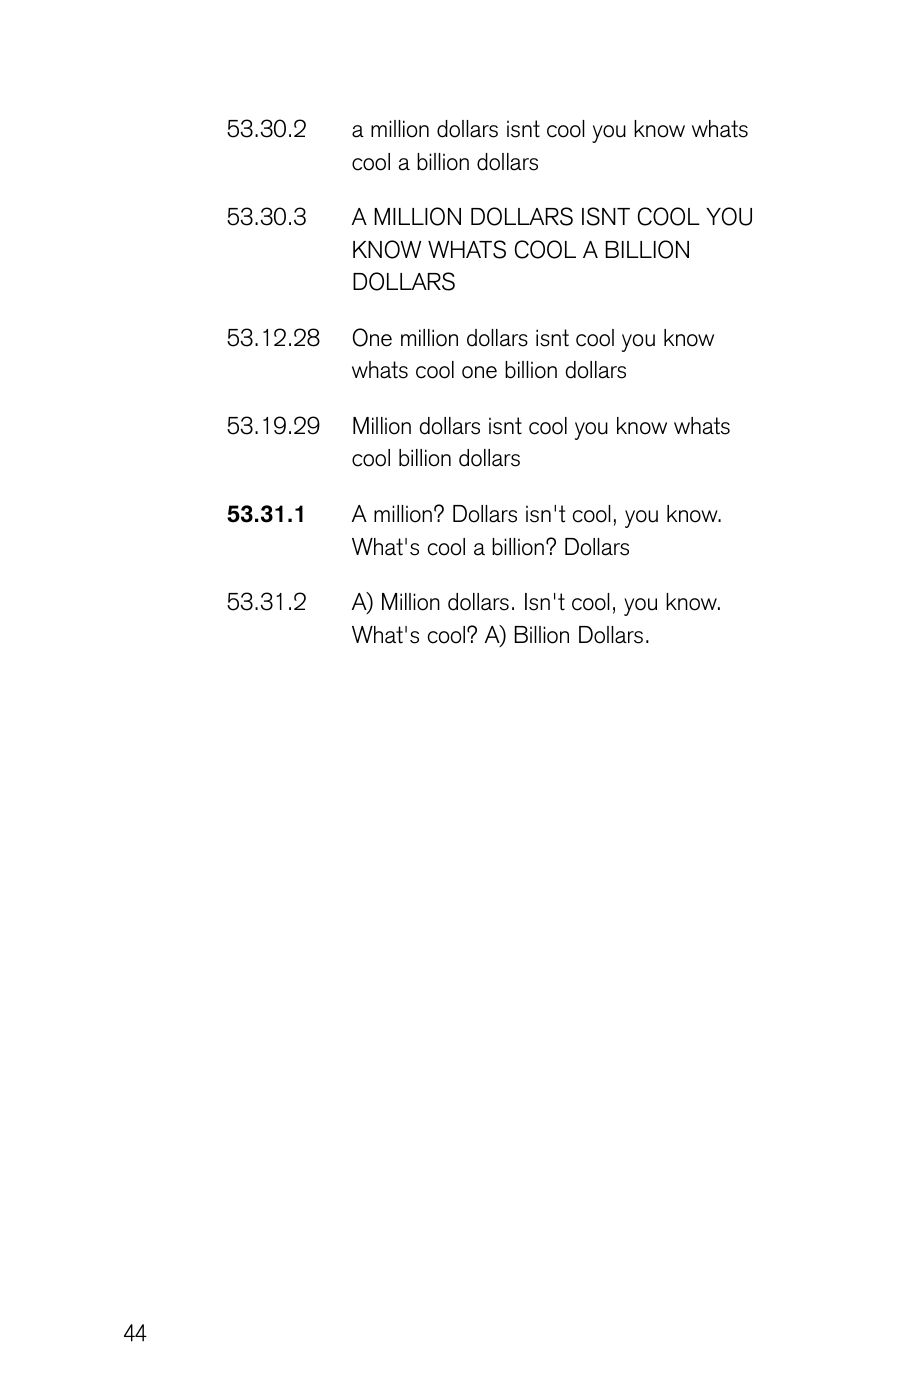 53.30.2 a million dollars isnt cool you know whats
cool a billion dollars
53.30.3 A MILLION DOLLARS ISNT COOL YOU
KNOW WHATS COOL A BILLION
DOLLARS
53.12.28 One million dollars isnt cool you know
whats cool one billion dollars
53.19.29 Million dollars isnt cool you know whats
cool billion dollars
53.31.1 A million? Dollars isn't cool, you know.
What's cool a billion? Dollars
53.31.2 A) Million dollars. Isn't cool, you know.
What's cool? A) Billion Dollars.
44